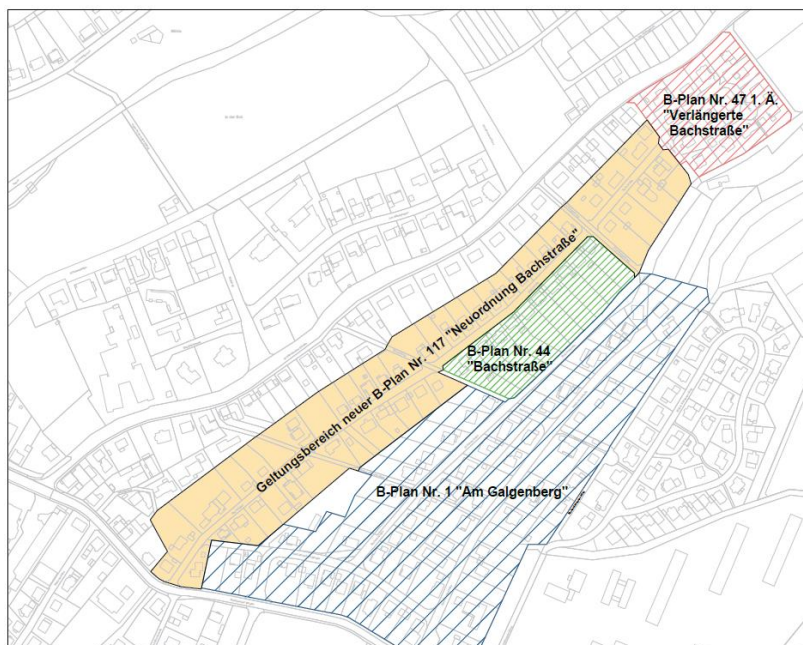 B-Plan Nr. 47 1. Ä.
"Verlängerte
Bachstraße"
Geltungsbereich neuer B-Plan Nr. 117 "Neuordnung Bachstraße"
B-Plan Nr. 44
"Bachstraße"
B-Plan Nr. 1 "Am Galgenberg"